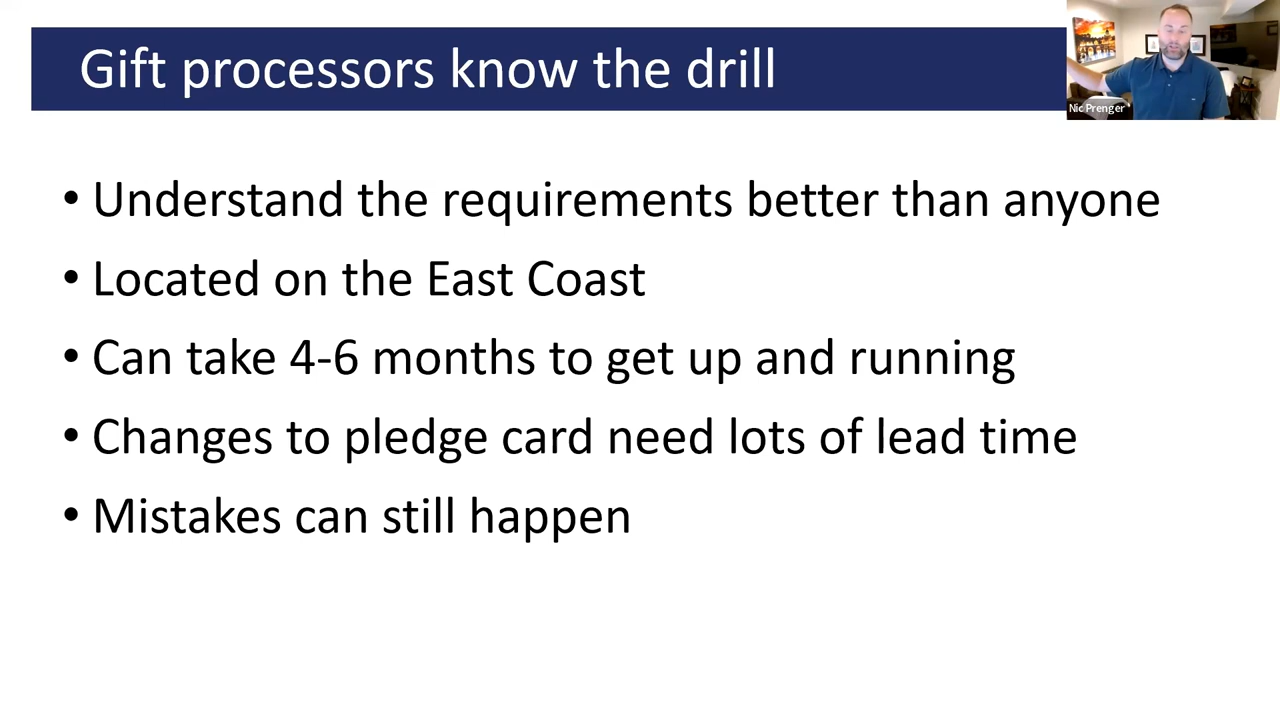 Gift processors know the drill
Nic Prenger
• Understand the requirements better than anyone
• Located on the East Coast
• Can take 4-6 months to get up and running
• Changes to pledge card need lots of lead time
• Mistakes can still happen